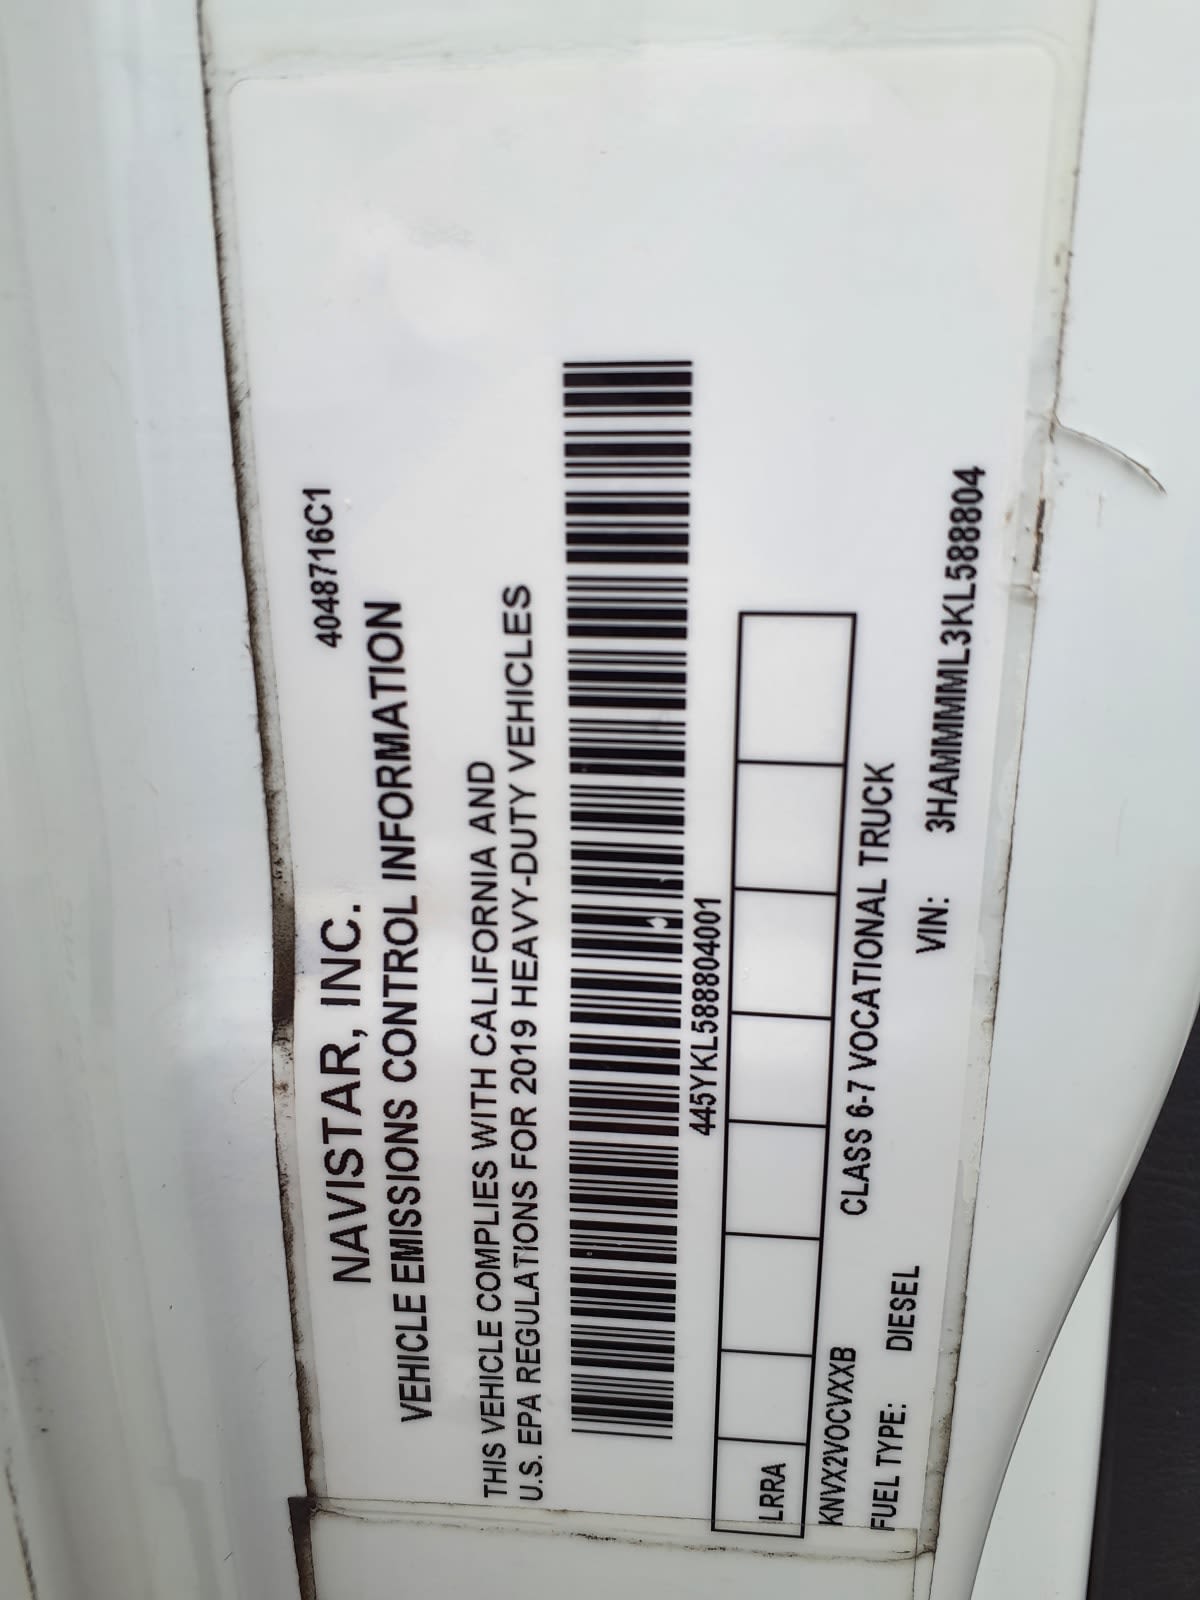 4048716C1
NAVISTAR, INC.
VEHICLE EMISSIONS CONTROL INFORMATION
THIS VEHICLE COMPLIES WITH CALIFORNIA AND
U.S. EPA REGULATIONS FOR 2019 HEAVY-DUTY VEHICLES
445YKL588804001
LRRA
KNVX2VOCVXXB CLASS 6-7 VOCATIONAL TRUCK
FUEL TYPE: DIESEL VIN: 3HAMMMML3KL588804